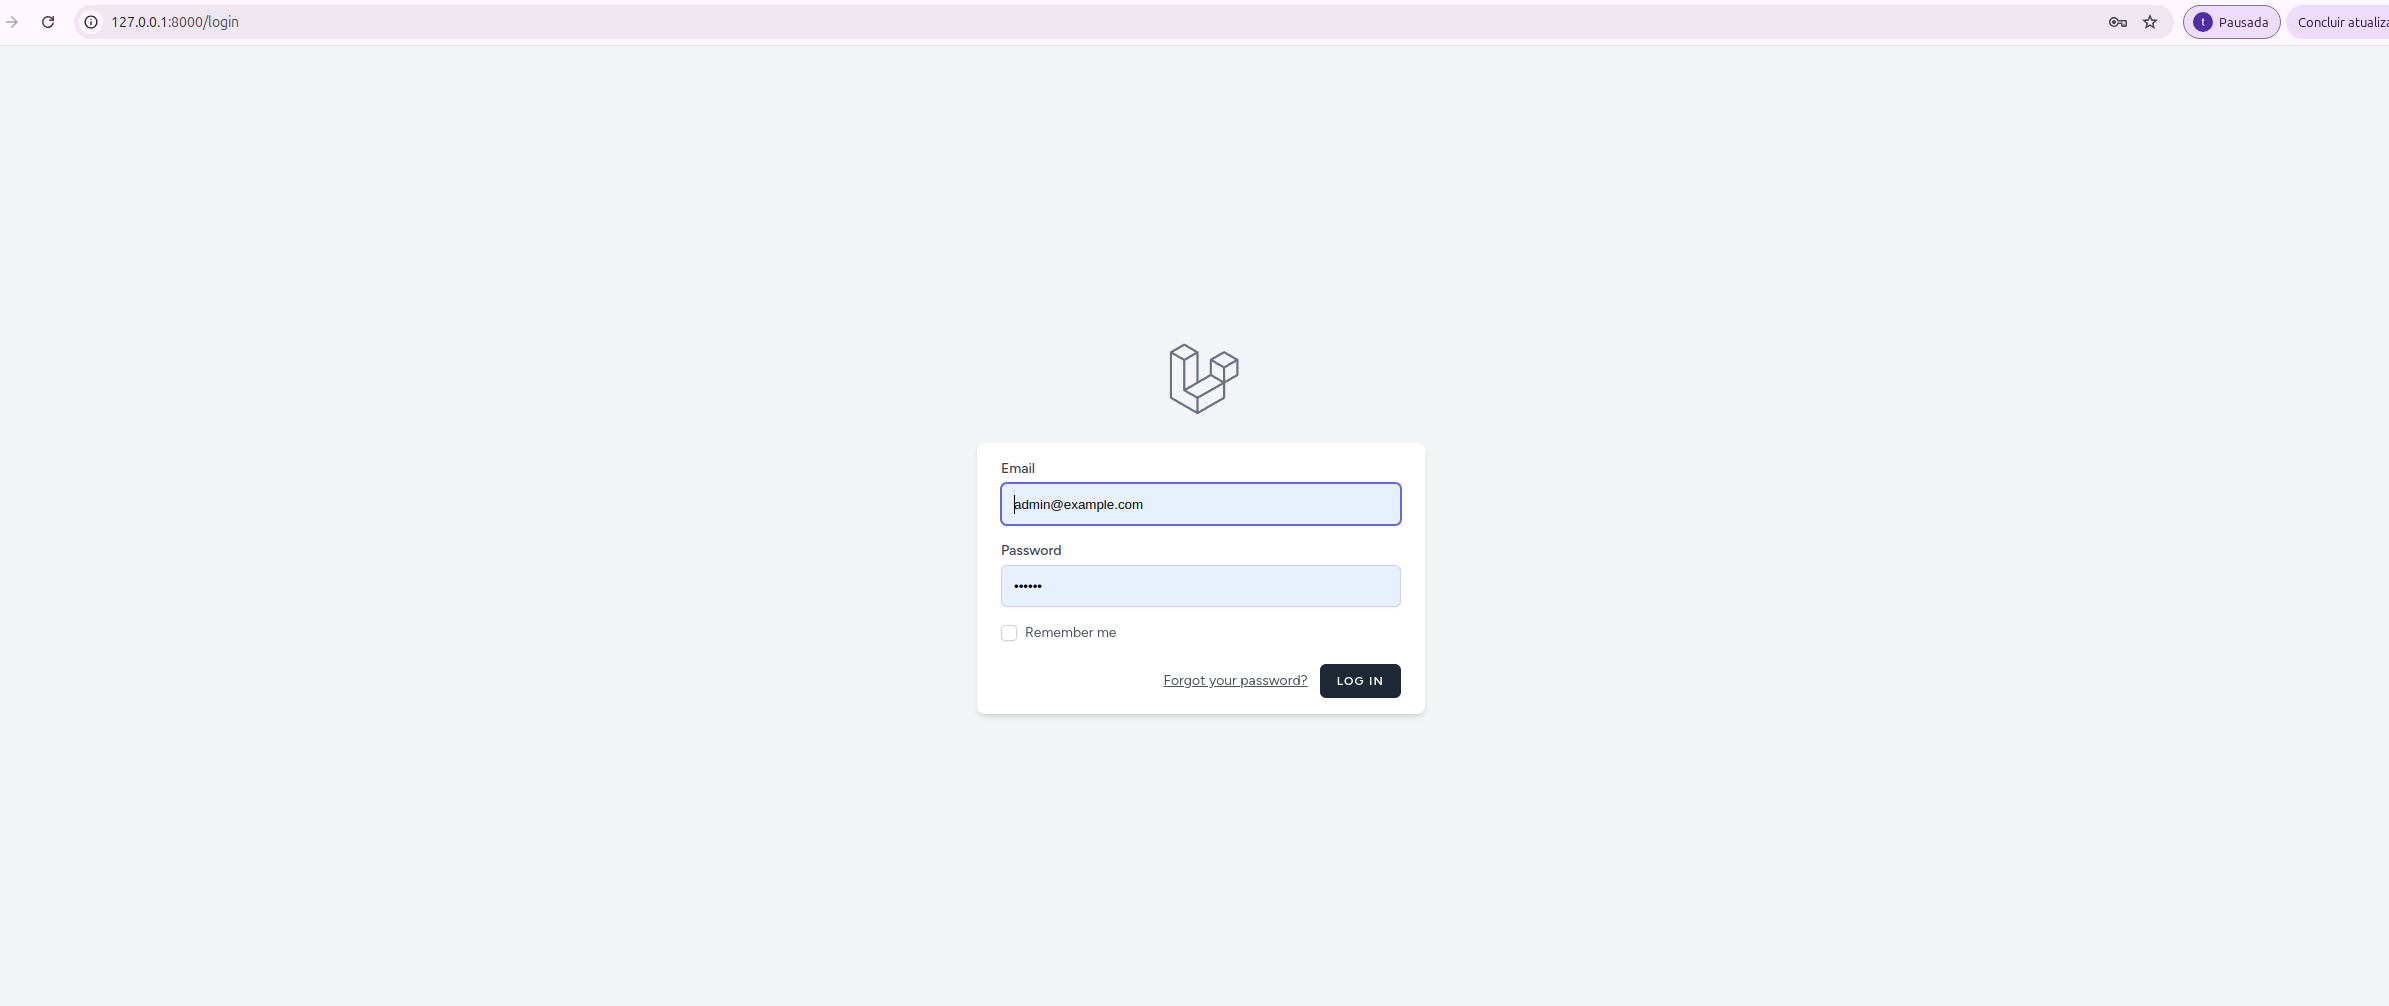 127.0.0.1:8000/login
t Pausada
Concluir atualiz
Email
admin@example.com
Password
••••••
Remember me
Forgot your password? LOG IN